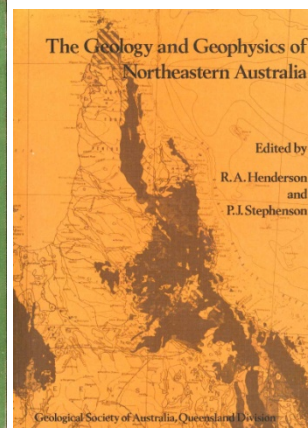 The Geology and Geophysics of
Northeastern Australia
Edited by
R.A. Henderson
and
P.J. Stephenson
Geological Society of Australia, Queensland Division